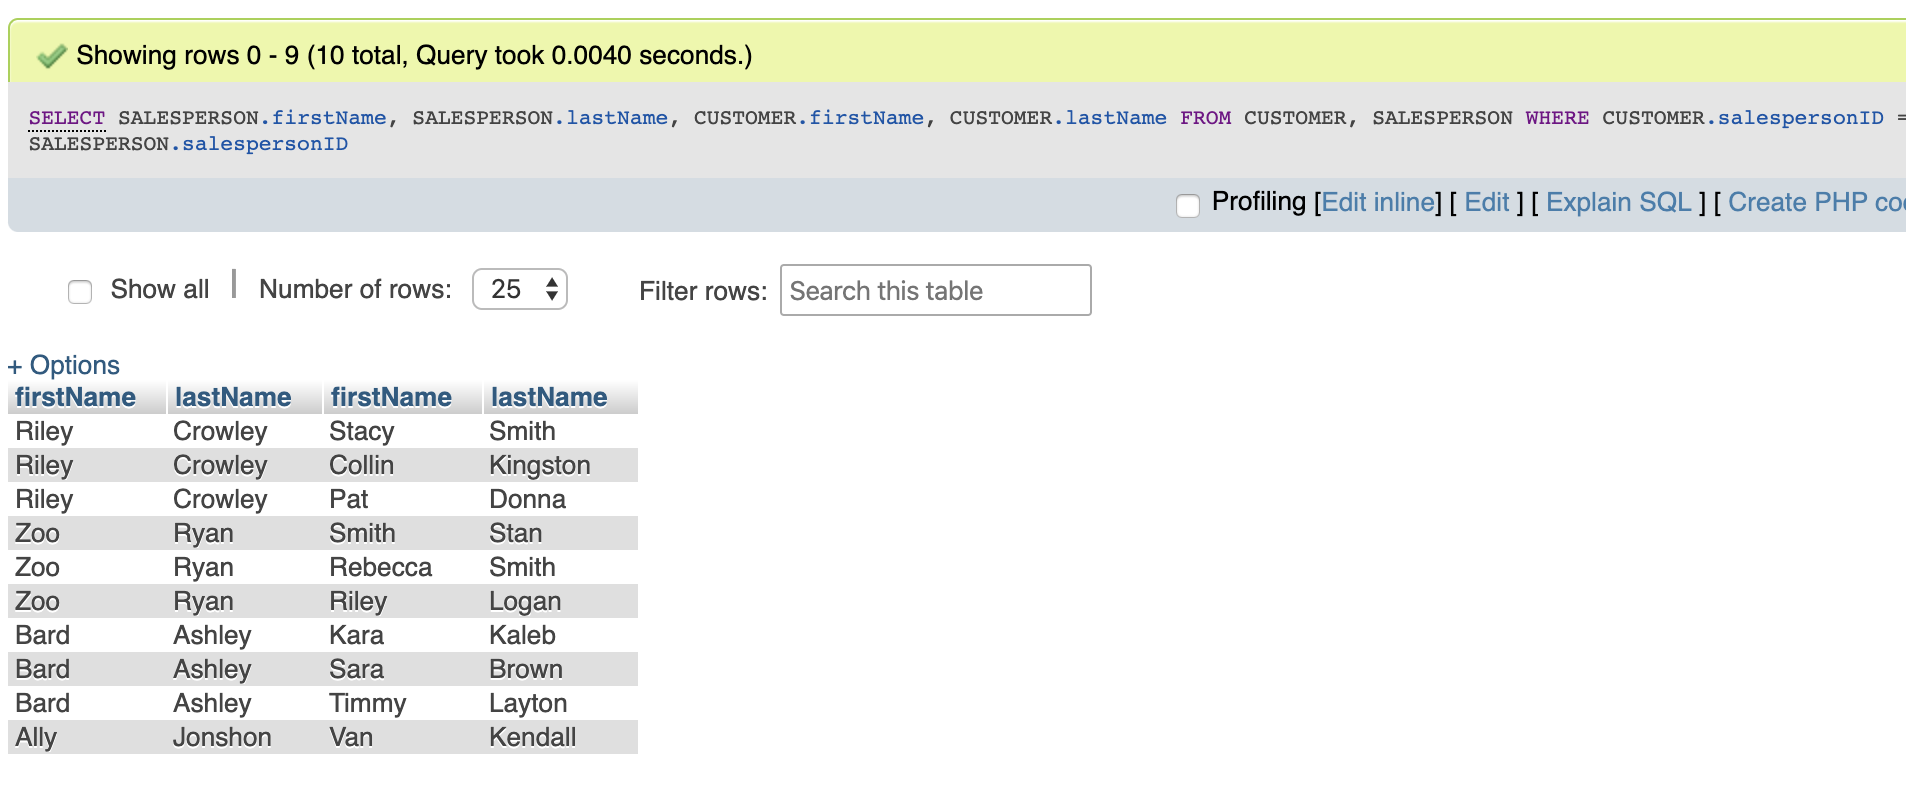 Showing rows 0 - 9 (10 total, Query took 0.0040 seconds.)
SELECT SALESPERSON.firstName, SALESPERSON.lastName, CUSTOMER.firstName, CUSTOMER.lastName FROM CUSTOMER, SALESPERSON WHERE CUSTOMER.salespersonID =
SALESPERSON.salespersonID
Profiling [Edit inline] [ Edit ] [ Explain SQL ] [ Create PHP
Show all | Number of rows: 25 Filter rows: Search this table
+ Options
firstName lastName firstName lastName
Riley Crowley Stacy Smith
Riley Crowley Collin Kingston
Riley Crowley Pat Donna
Zoo Ryan Smith Stan
Zoo Ryan Rebecca Smith
Zoo Ryan Riley Logan
Bard Ashley Kara Kaleb
Bard Ashley Sara Brown
Bard Ashley Timmy Layton
Ally Jonshon Van Kendall